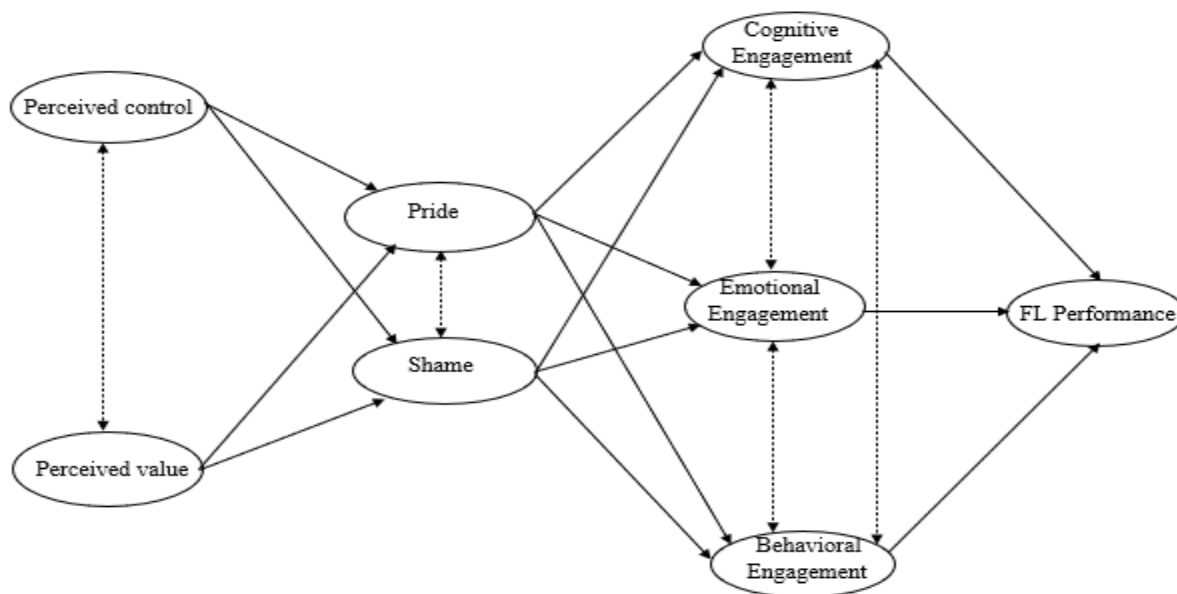 Cognitive
Engagement
Perceived control
Pride
Emotional
Engagement
FL Performance
Shame
Perceived value
Behavioral
Engagement